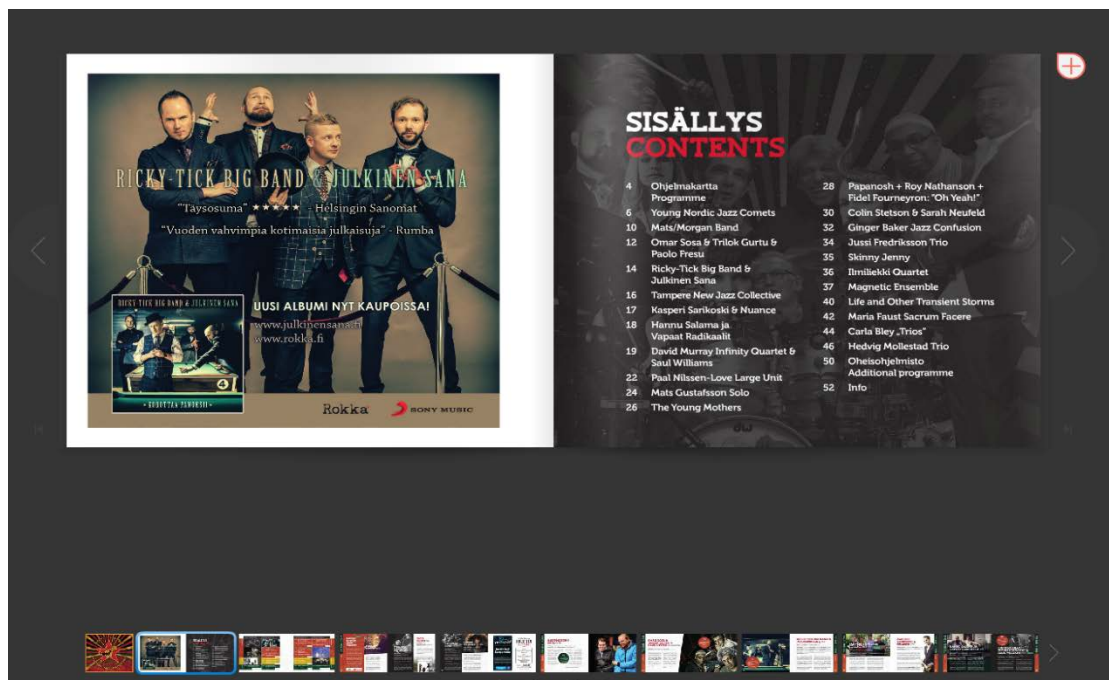 RICKY-TICK BIG BAND & JULKINEN SANA
"Täysosuma" ★★★★★ - Helsingin Sanomat
"Vuoden vahvimpia kotimaisia julkaisuja" - Rumba
RICKY-TICK BIG BAND & JULKINEN SANA
UUSI ALBUMI NYT KAUPOISSA!
www.julkinensana.fi
www.rokka.fi
4
• KOROTTAA PANOKSII •
Rokka
SONY MUSIC
SISÄLLYS
CONTENTS
4 Ohjelmakartta
Programme
6 Young Nordic Jazz Comets
10 Mats/Morgan Band
12 Omar Sosa & Trilok Gurtu &
Paolo Fresu
14 Ricky-Tick Big Band &
Julkinen Sana
16 Tampere New Jazz Collective
17 Kasperi Sarikoski & Nuance
18 Hannu Salama ja
Vapaat Radikaalit
19 David Murray Infinity Quartet &
Saul Williams
22 Paal Nilssen-Love Large Unit
24 Mats Gustafsson Solo
26 The Young Mothers
28 Papanosh + Roy Nathanson +
Fidel Fourneyron: "Oh Yeah!"
30 Colin Stetson & Sarah Neufeld
32 Ginger Baker Jazz Confusion
34 Jussi Fredriksson Trio
35 Skinny Jenny
36 Ilmiliekki Quartet
37 Magnetic Ensemble
40 Life and Other Transient Storms
42 Maria Faust Sacrum Facere
44 Carla Bley „Trios"
46 Hedvig Mollestad Trio
50 Oheisohjelmisto
Additional programme
52 Info